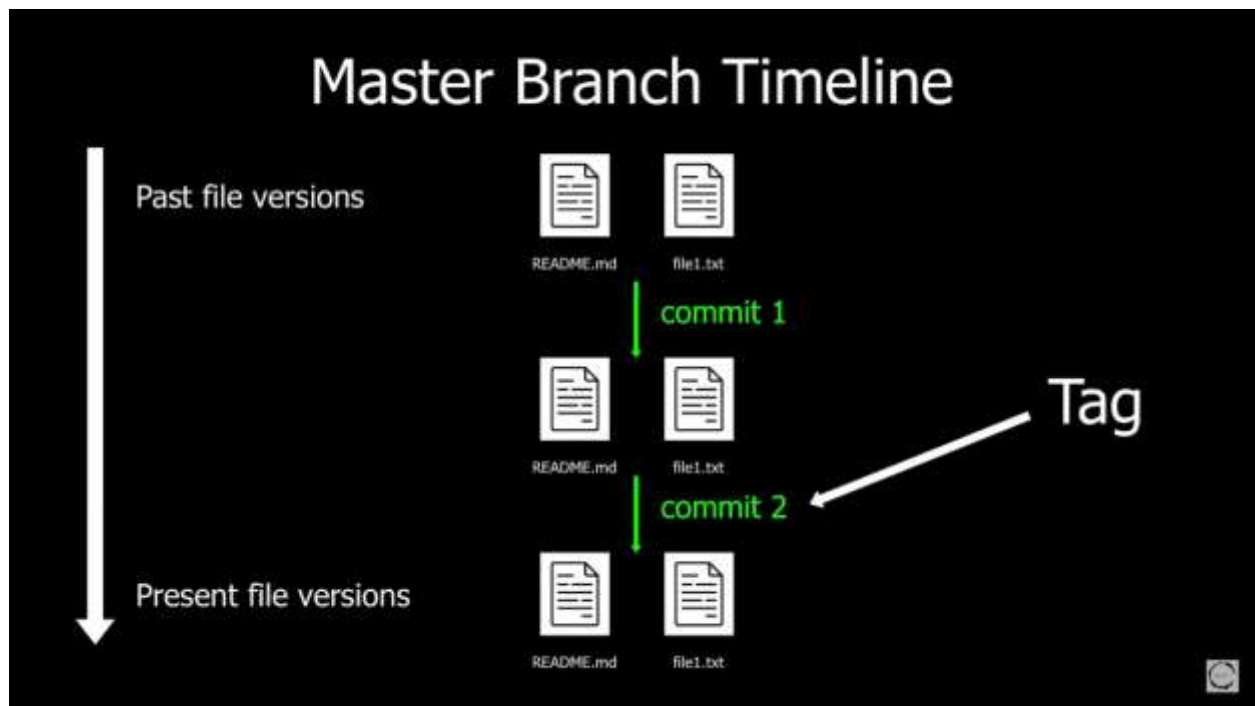 Master Branch Timeline
Past file versions
README.md file1.txt
commit 1
Tag
README.md file1.txt
commit 2
Present file versions
README.md file1.txt